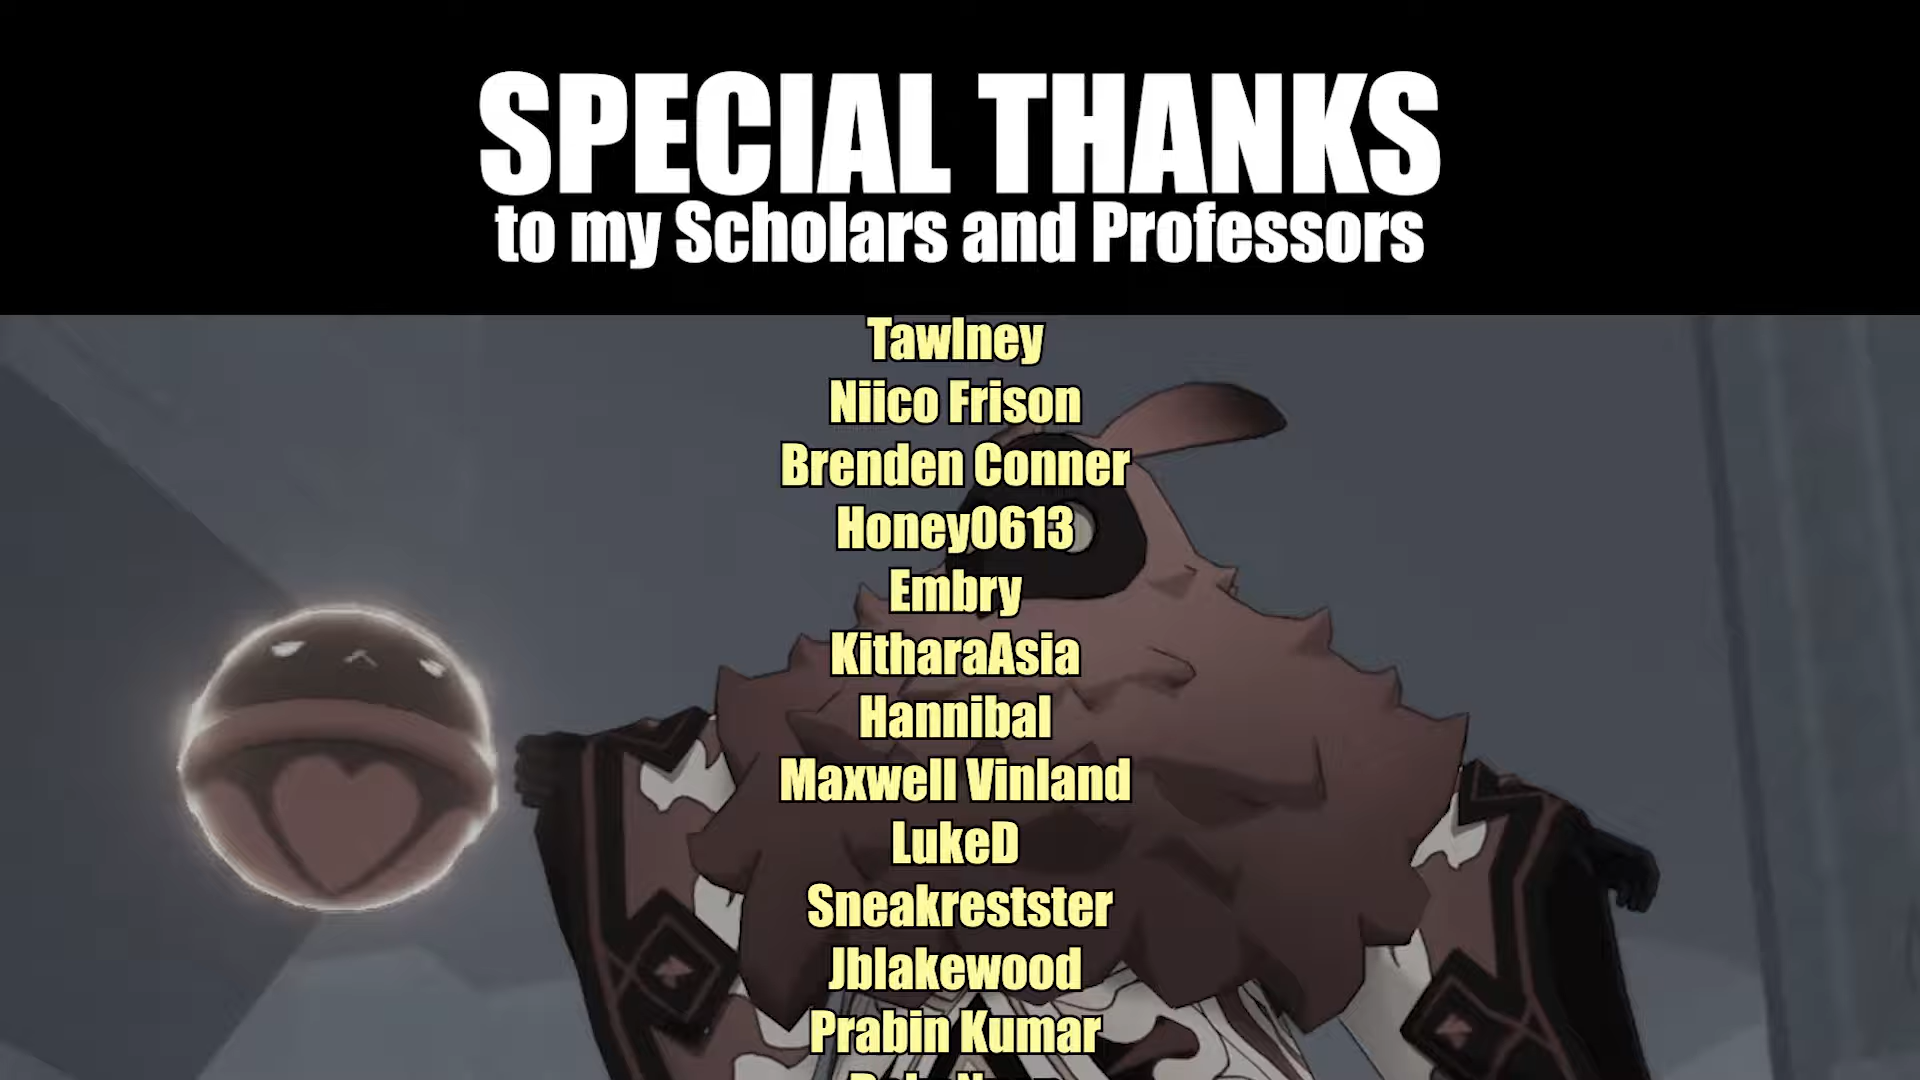 SPECIAL THANKS
to my Scholars and Professors
Tawlney
Niico Frison
Brenden Conner
Honey0613
Embry
KitharaAsia
Hannibal
Maxwell Vinland
LukeD
Sneakrestster
Jblakewood
Prabin Kumar